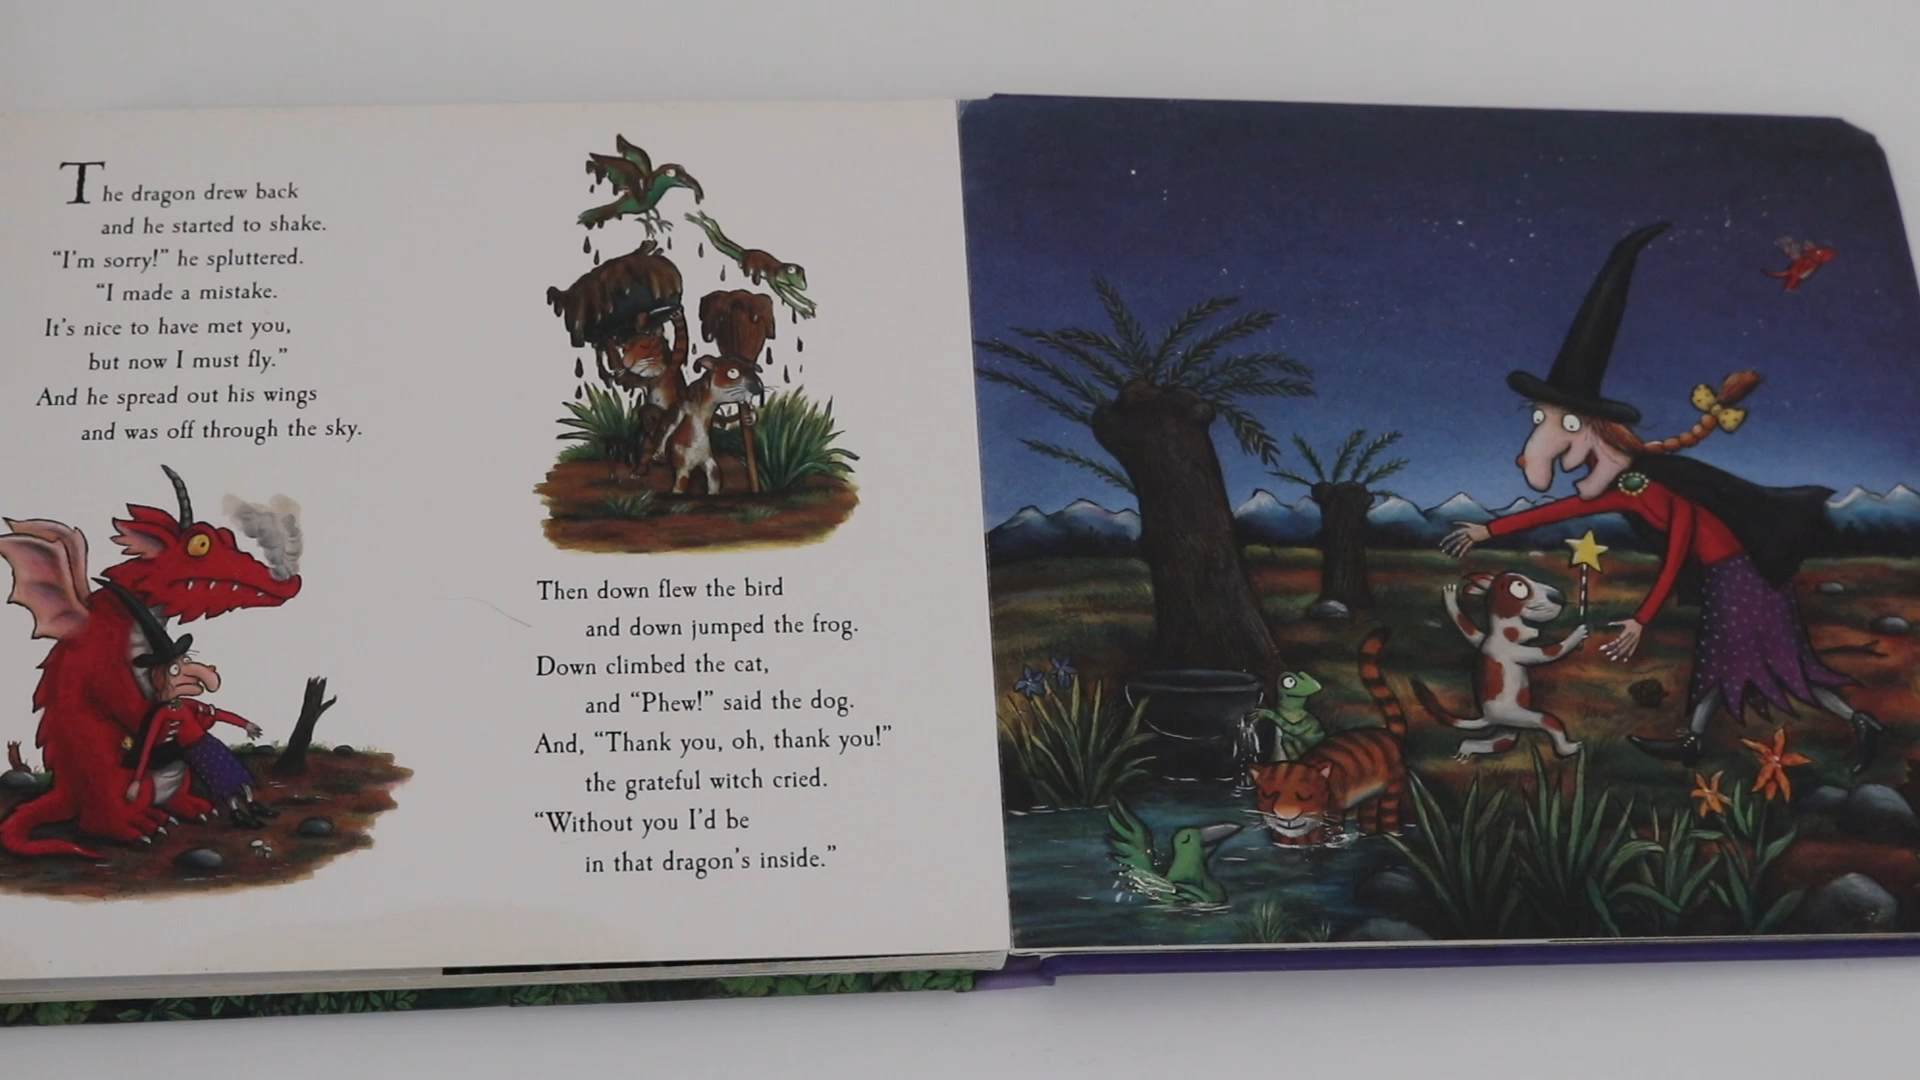 The dragon drew back
and he started to shake.
“I'm sorry!” he spluttered.
“I made a mistake.
It's nice to have met you,
but now I must fly.”
And he spread out his wings
and was off through the sky.
Then down flew the bird
and down jumped the frog.
Down climbed the cat,
and “Phew!” said the dog.
And, “Thank you, oh, thank you!”
the grateful witch cried.
“Without you I'd be
in that dragon's inside.”